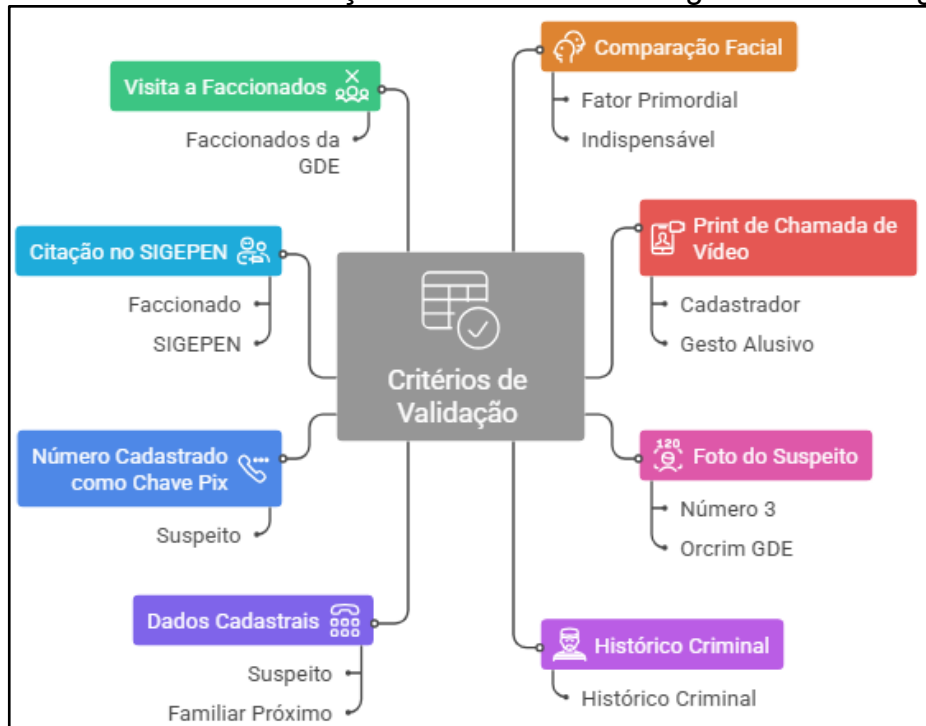 Comparação Facial
Fator Primordial
Indispensável
Visita a Faccionados
Faccionados da
GDE
Print de Chamada de
Vídeo
Cadastrador
Gesto Alusivo
Citação no SIGEPEN
Faccionado
SIGEPEN
Critérios de
Validação
Número Cadastrado
como Chave Pix
Suspeito
120
Foto do Suspeito
Número 3
Orcrim GDE
Dados Cadastrais
Suspeito
Familiar Próximo
Histórico Criminal
Histórico Criminal